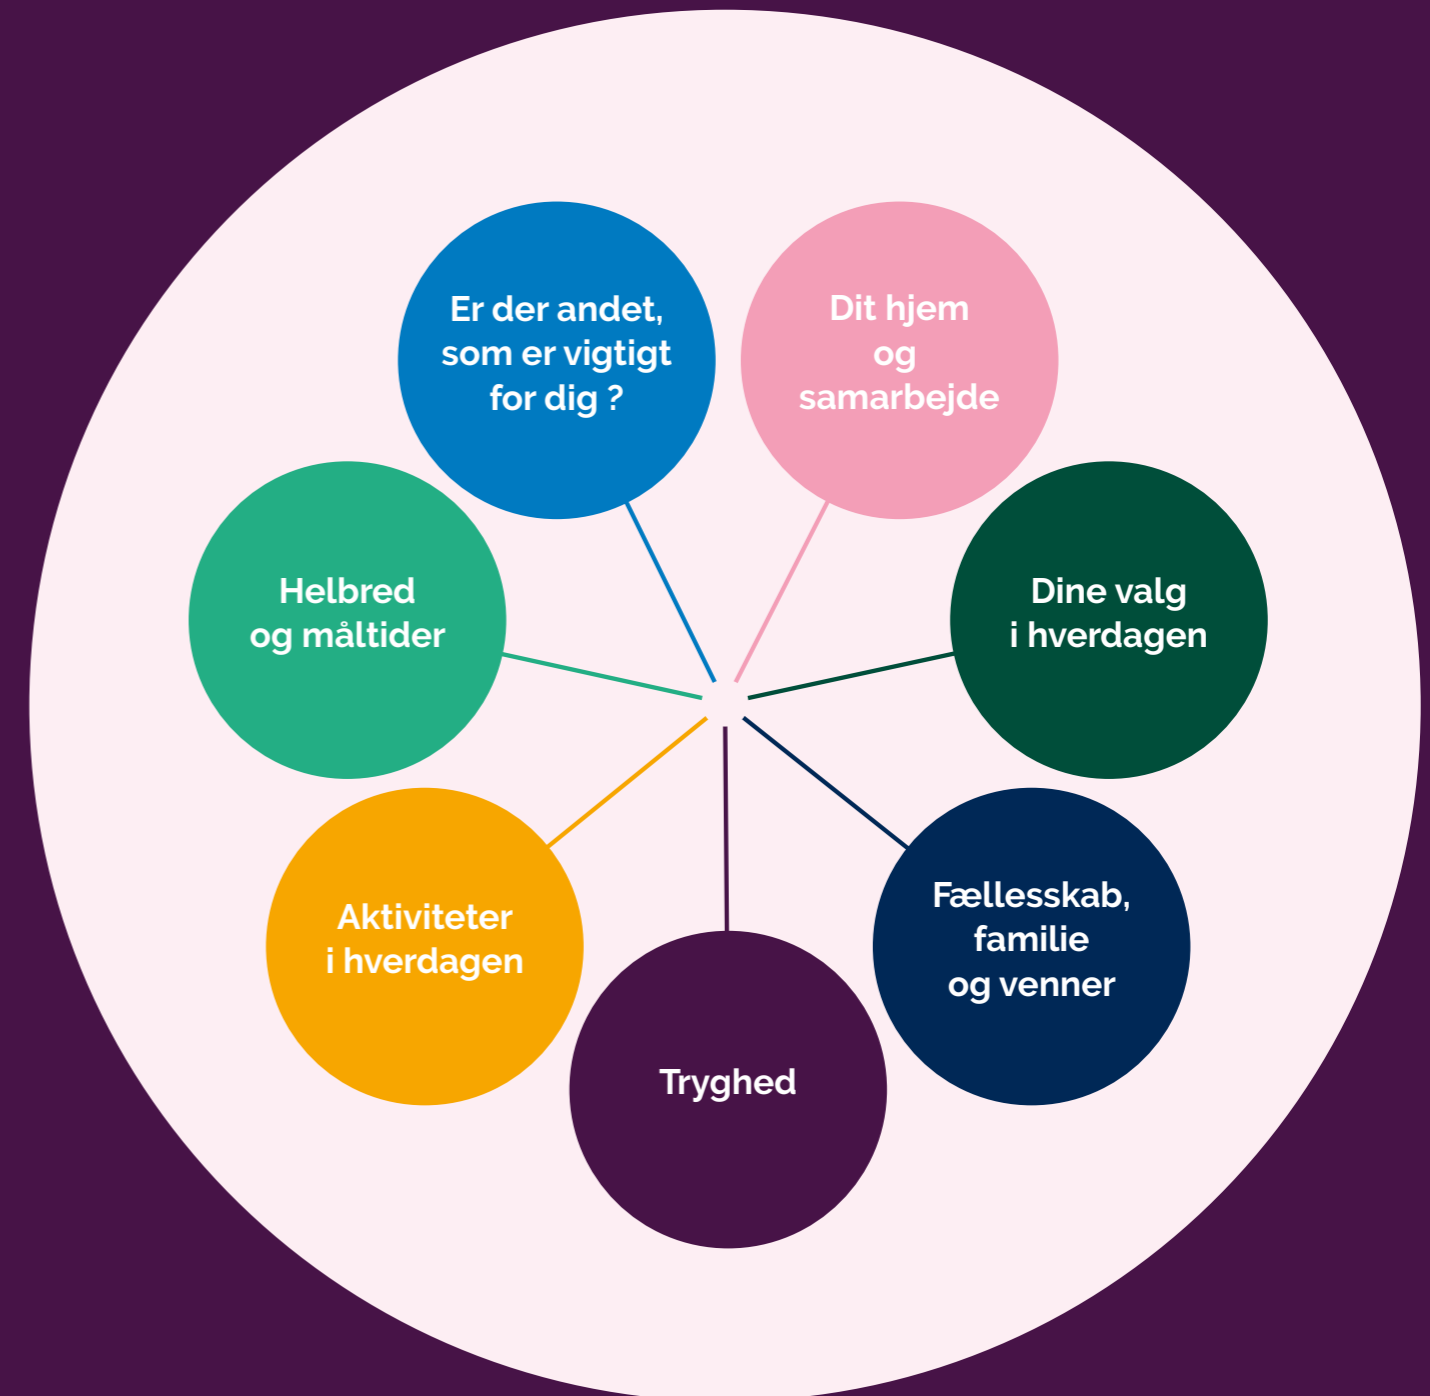 Er der andet,
som er vigtigt
for dig ?
Dit hjem
og
samarbejde
Helbred
og måltider
Dine valg
i hverdagen
Aktiviteter
i hverdagen
Fællesskab,
familie
og venner
Tryghed